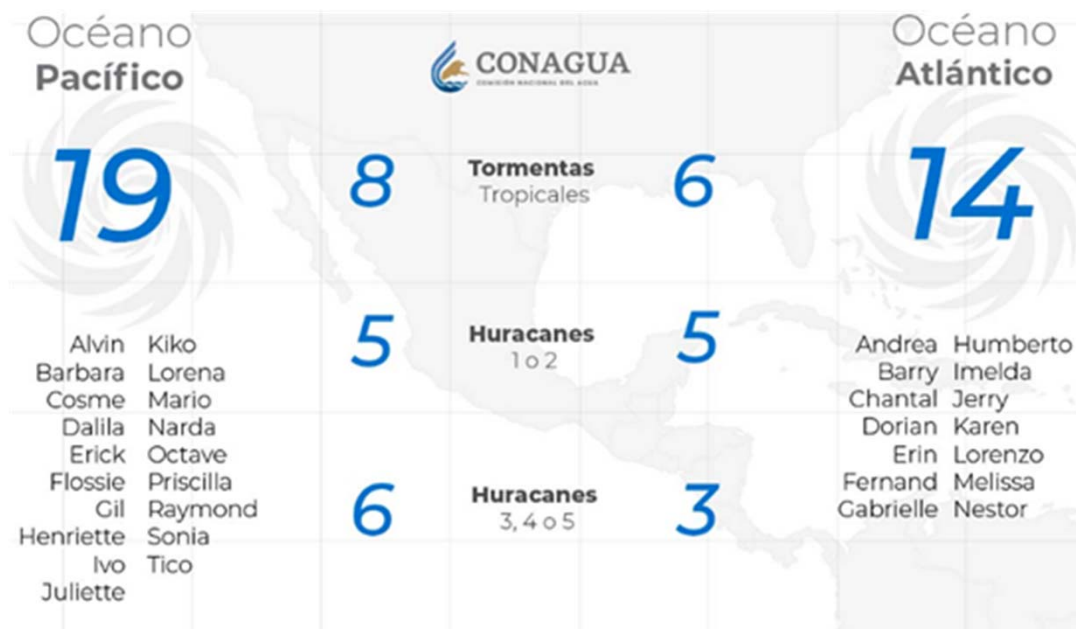 Océano
Pacífico
19
Alvin Kiko
Barbara Lorena
Cosme Mario
Dalila Narda
Erick Octave
Flossie Priscilla
Gil Raymond
Henriette Sonia
Ivo Tico
Juliette
CONAGUA
COMISIÓN NACIONAL DEL AGUA
8 Tormentas 6
Tropicales
5 Huracanes 5
1 o 2
6 Huracanes 3
3, 4 o 5
Océano
Atlántico
14
Andrea Humberto
Barry Imelda
Chantal Jerry
Dorian Karen
Erin Lorenzo
Fernand Melissa
Gabrielle Nestor